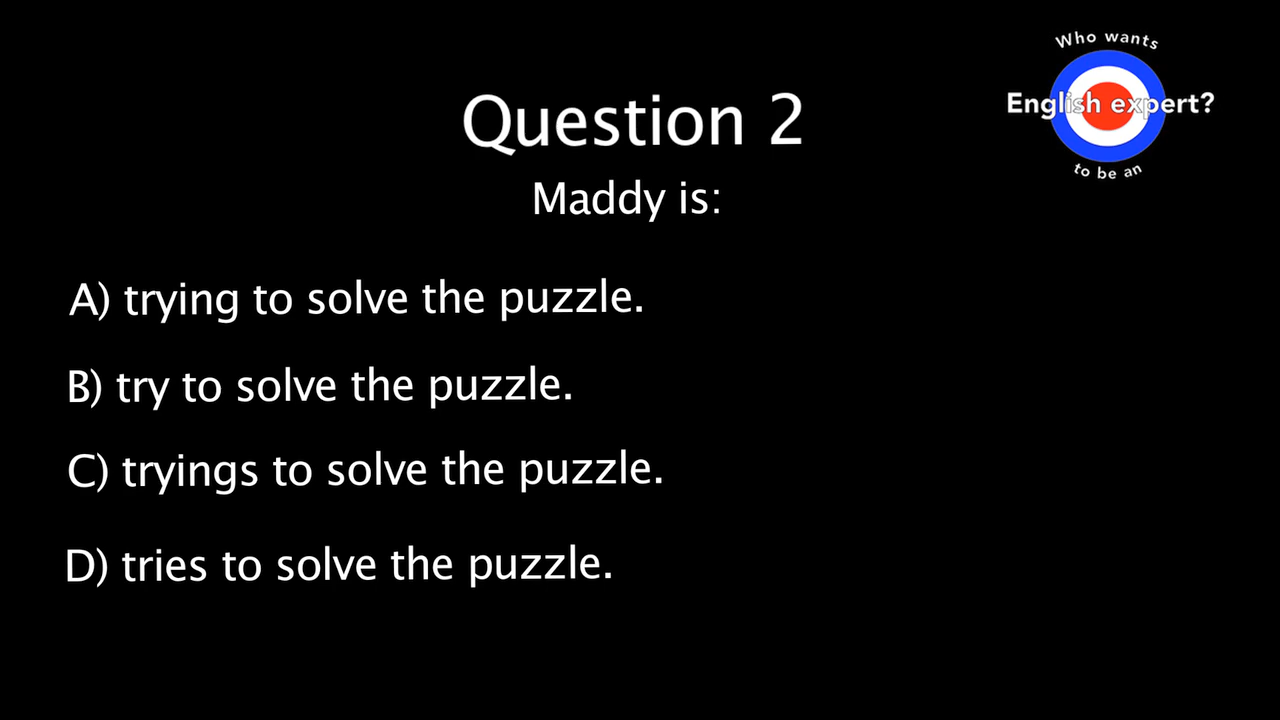 Who wants
English expert?
to be an
Question 2
Maddy is:
A) trying to solve the puzzle.
B) try to solve the puzzle.
C) tryings to solve the puzzle.
D) tries to solve the puzzle.